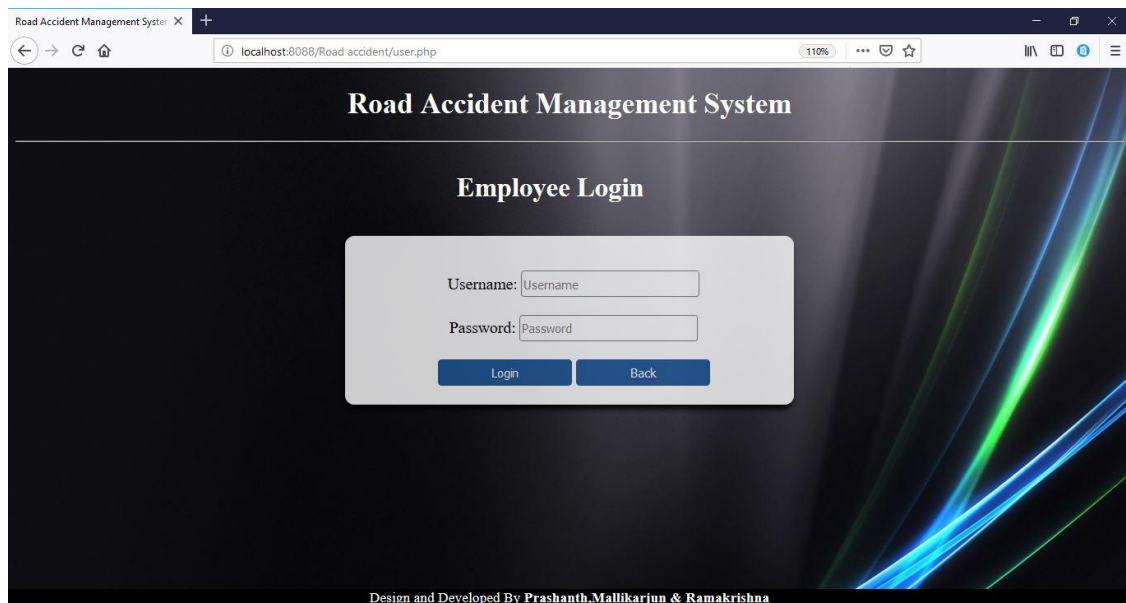 Road Accident Management System
localhost:8088/Road accident/user.php
110%
Road Accident Management System
Employee Login
Username: Username
Password: Password
Login Back
Design and Developed By Prashanth,Mallikarjun & Ramakrishna